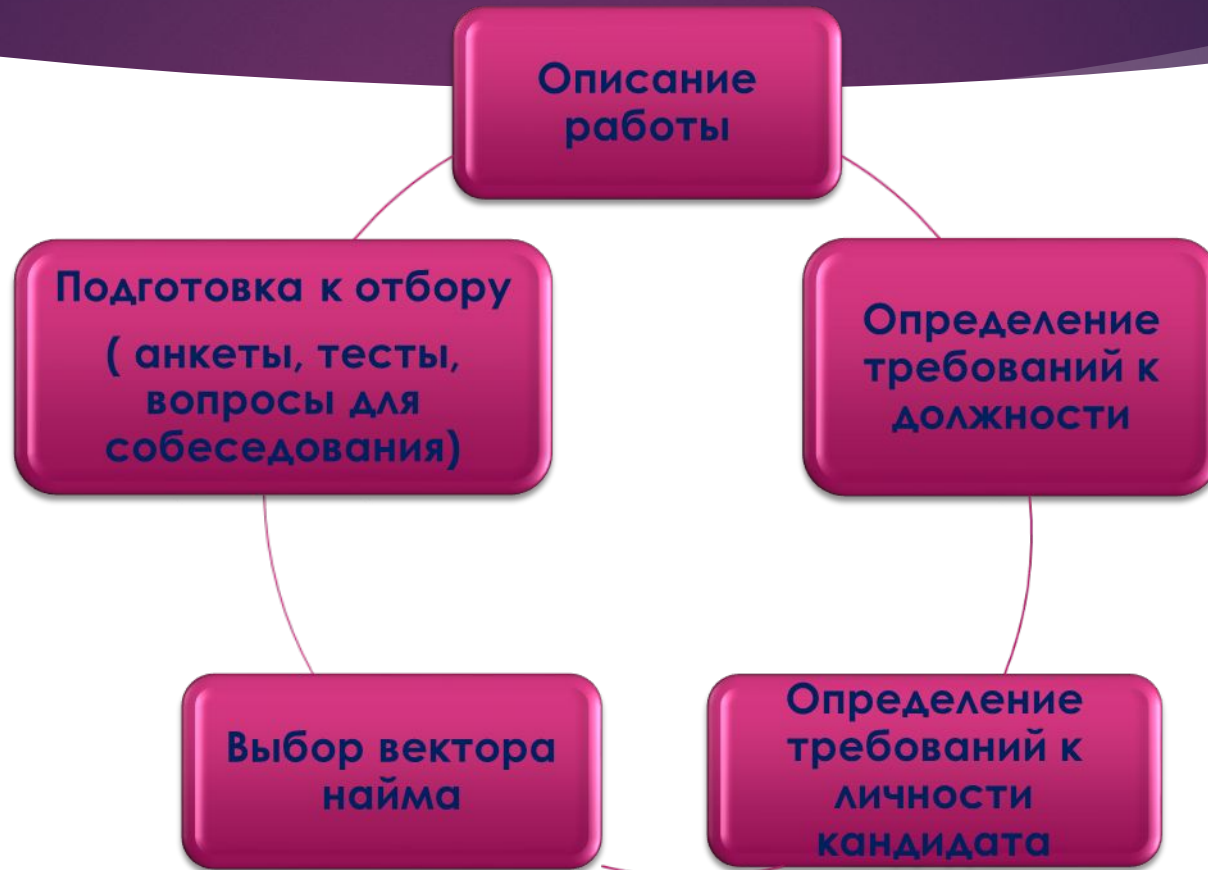 Описание
работы
Определение
требований к
должности
Определение
требований к
личности
кандидата
Выбор вектора
найма
Подготовка к отбору
( анкеты, тесты,
вопросы для
собеседования)